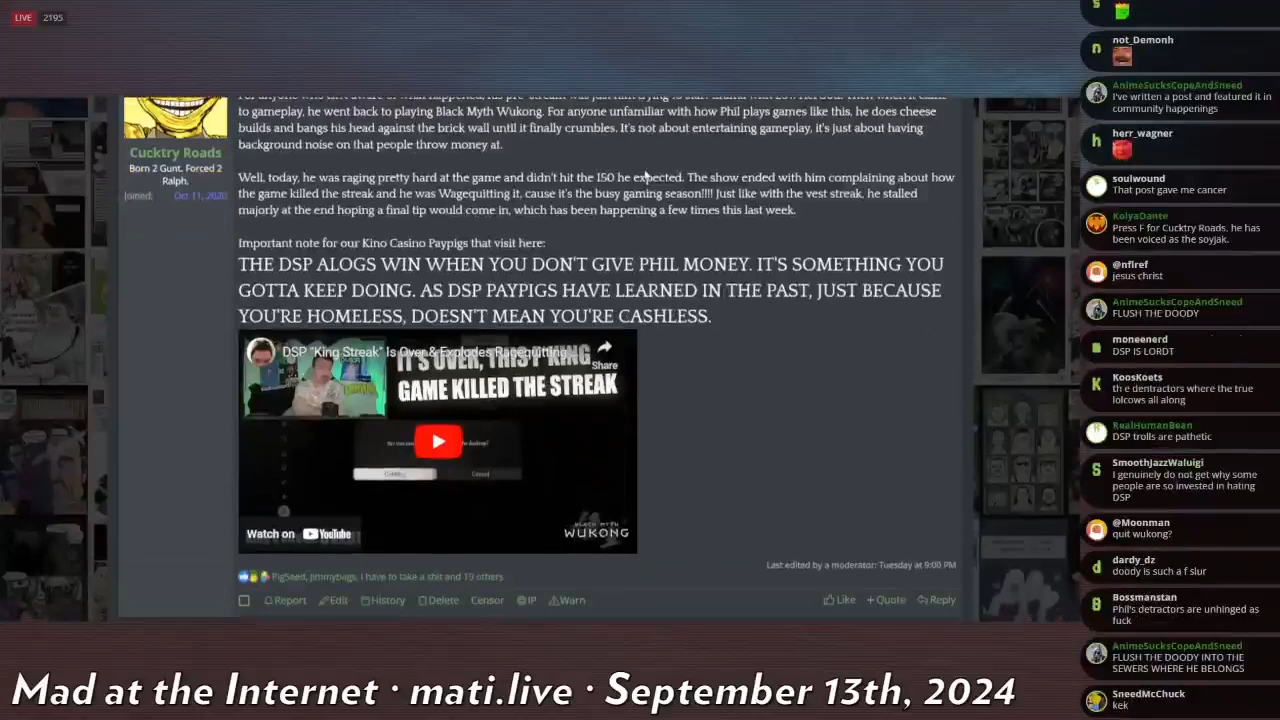 LIVE 2195
to gameplay, he went back to playing Black Myth Wukong. For anyone unfamiliar with how Phil plays games like this, he does cheese
builds and bangs his head against the brick wall until it finally crumbles. It's not about entertaining gameplay, it's just about having
background noise on that people throw money at.
Cucktry Roads
Born 2 Gunt. Forced 2
Ralph.
Joined: Oct 11, 2020
Well, today, he was raging pretty hard at the game and didn't hit the 150 he expected. The show ended with him complaining about how
the game killed the streak and he was Wagequitting it, cause it's the busy gaming season!!!! Just like with the vest streak, he stalled
majorly at the end hoping a final tip would come in, which has been happening a few times this last week.
Important note for our Kino Casino Paypigs that visit here:
THE DSP ALOGS WIN WHEN YOU DON'T GIVE PHIL MONEY. IT'S SOMETHING YOU
GOTTA KEEP DOING. AS DSP PAYPIGS HAVE LEARNED IN THE PAST, JUST BECAUSE
YOU'RE HOMELESS, DOESN'T MEAN YOU'RE CASHLESS.
DSP "King Streak" Is Over & Explodes Ragequitting
Share
IT'S OVER, THIS KING
GAME KILLED THE STREAK
Watch on YouTube
BLACK MYTH
WUKONG
Last edited by a moderator: Tuesday at 9:00 PM
PigSeed, Jimmybags, I have to take a shit and 19 others
Report Edit History Delete Censor IP Warn
Like + Quote Reply
not_Demonh
AnimeSucksCopeAndSneed
I've written a post and featured it in
community happenings
herr_wagner
soulwound
That post gave me cancer
KolyaDante
Press F for Cucktry Roads, he has
been voiced as the soyjak.
@nfiref
jesus christ
AnimeSucksCopeAndSneed
FLUSH THE DOODY
moneenerd
DSP IS LORDT
KoosKoets
th e dentractors where the true
lolcows all along
RealHumanBean
DSP trolls are pathetic
SmoothJazzWaluigi
I genuinely do not get why some
people are so invested in hating
DSP
@Moonman
quit wukong?
dardy_dz
doody is such a f slur
Bossmanstan
Phil's detractors are unhinged as
fuck
AnimeSucksCopeAndSneed
FLUSH THE DOODY INTO THE
SEWERS WHERE HE BELONGS
SneedMcChuck
kek
Mad at the Internet · mati.live · September 13th, 2024